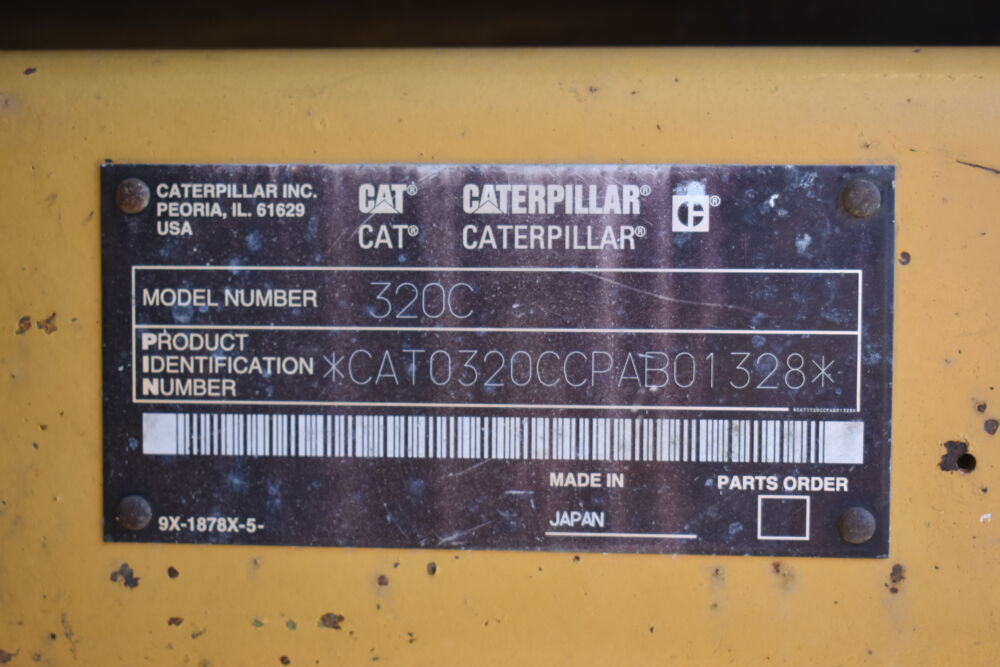 CATERPILLAR INC.
PEORIA, IL. 61629
USA
CAT® CATERPILLAR® C®
CAT® CATERPILLAR®
MODEL NUMBER 320C
PRODUCT
IDENTIFICATION
NUMBER
*CAT0320CCPAB01328*
MADE IN
JAPAN
PARTS ORDER
9X-1878X-5-